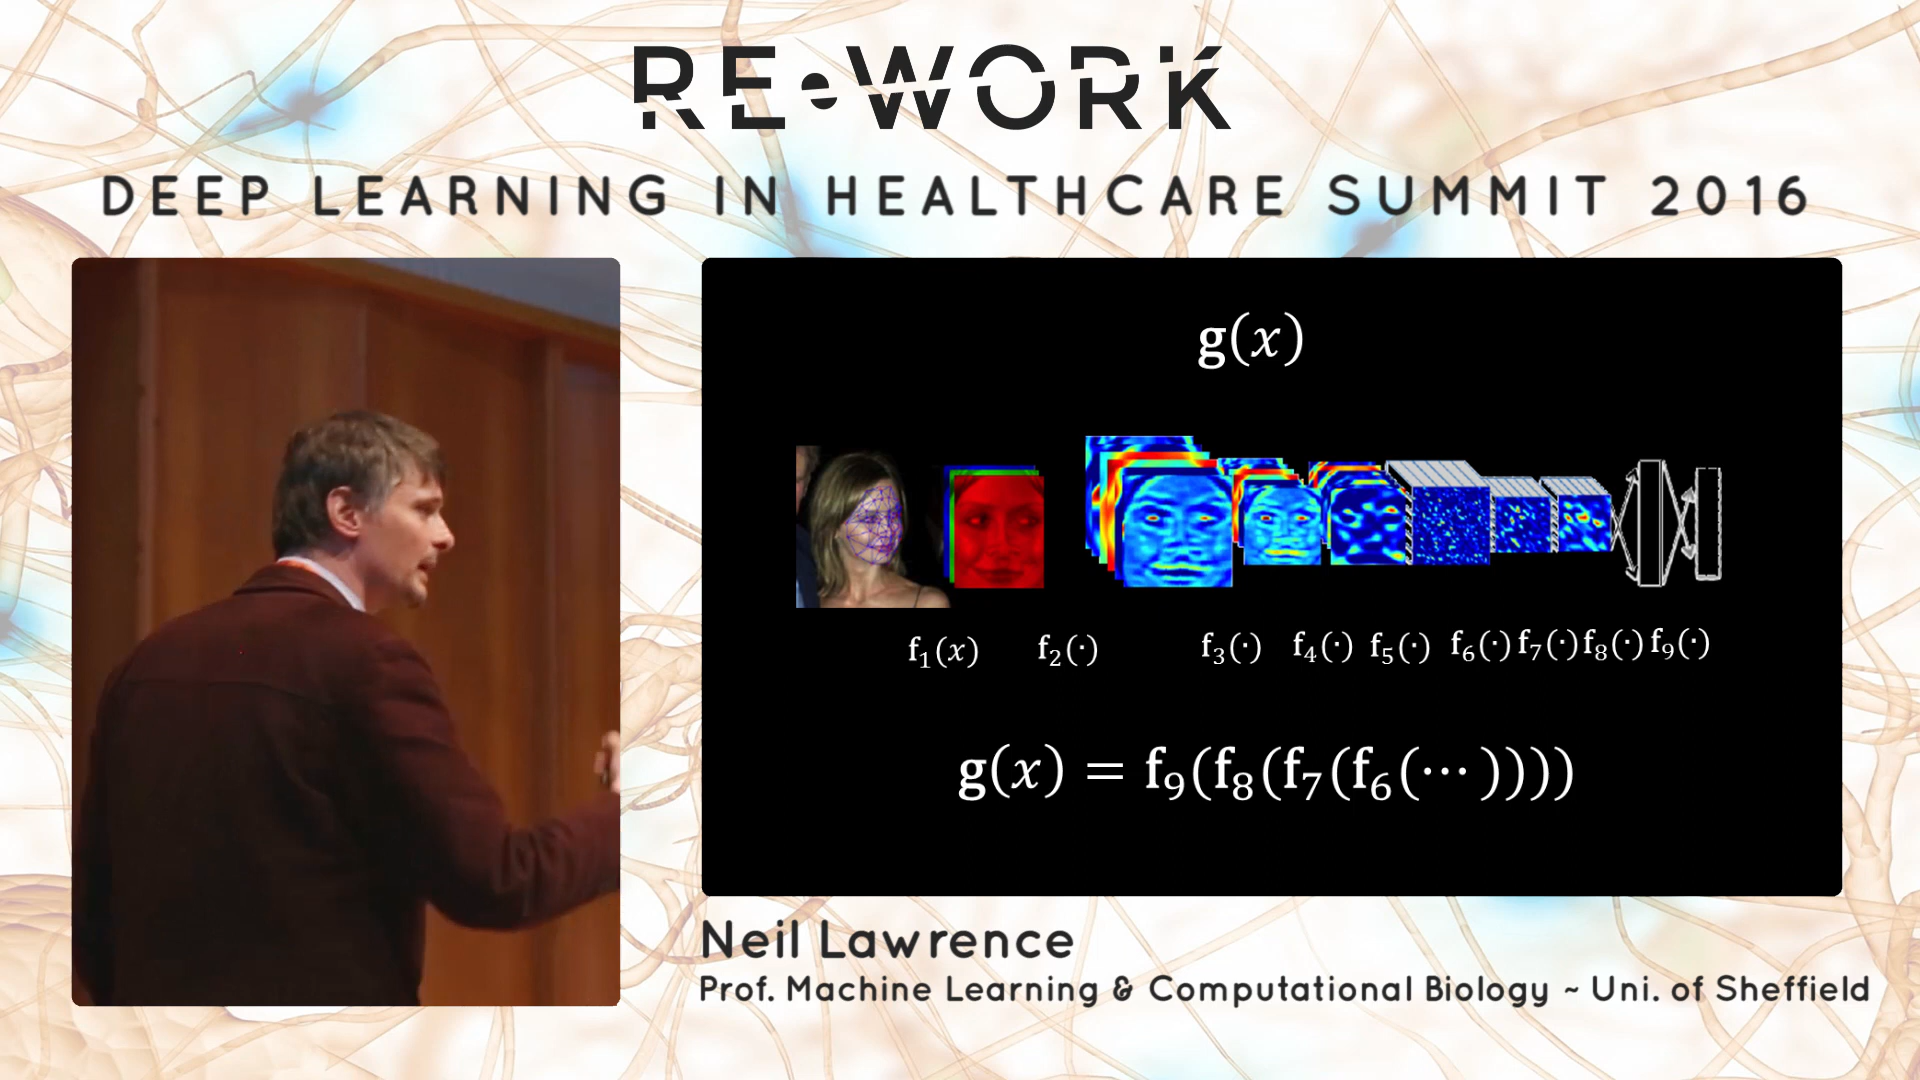 RE•WORK
DEEP LEARNING IN HEALTHCARE SUMMIT 2016
g(x)
f₁(x) f₂(·) f₃(·) f₄(·) f₅(·) f₆(·) f₇(·) f₈(·) f₉(·)
g(x) = f₉(f₈(f₇(f₆(⋯))))
Neil Lawrence
Prof. Machine Learning & Computational Biology ~ Uni. of Sheffield